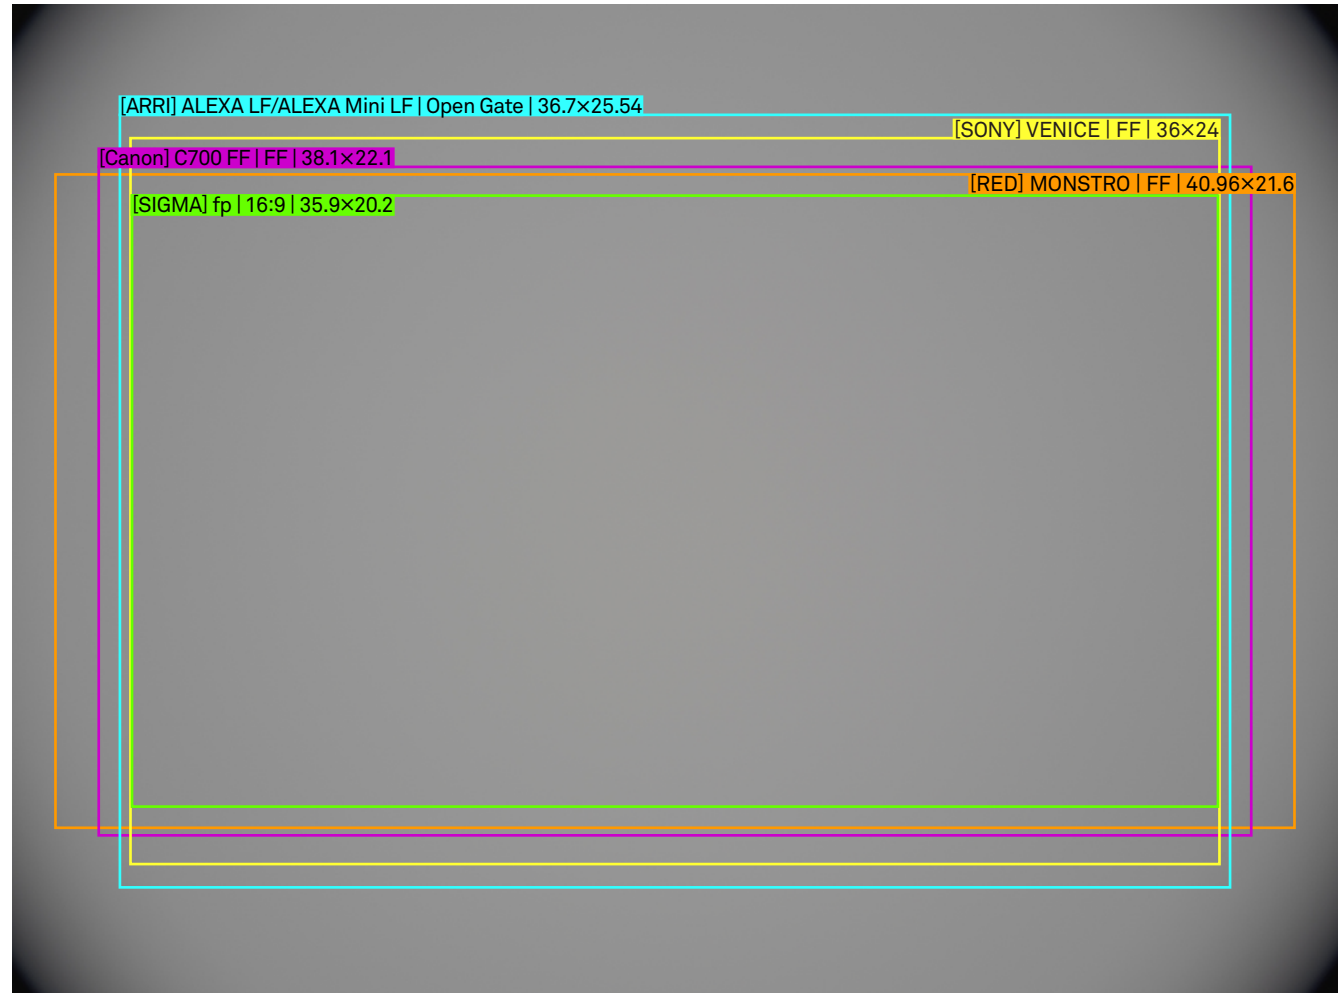 [ARRI] ALEXA LF/ALEXA Mini LF | Open Gate | 36.7×25.54
[SONY] VENICE | FF | 36×24
[Canon] C700 FF | FF | 38.1×22.1
[RED] MONSTRO | FF | 40.96×21.6
[SIGMA] fp | 16:9 | 35.9×20.2